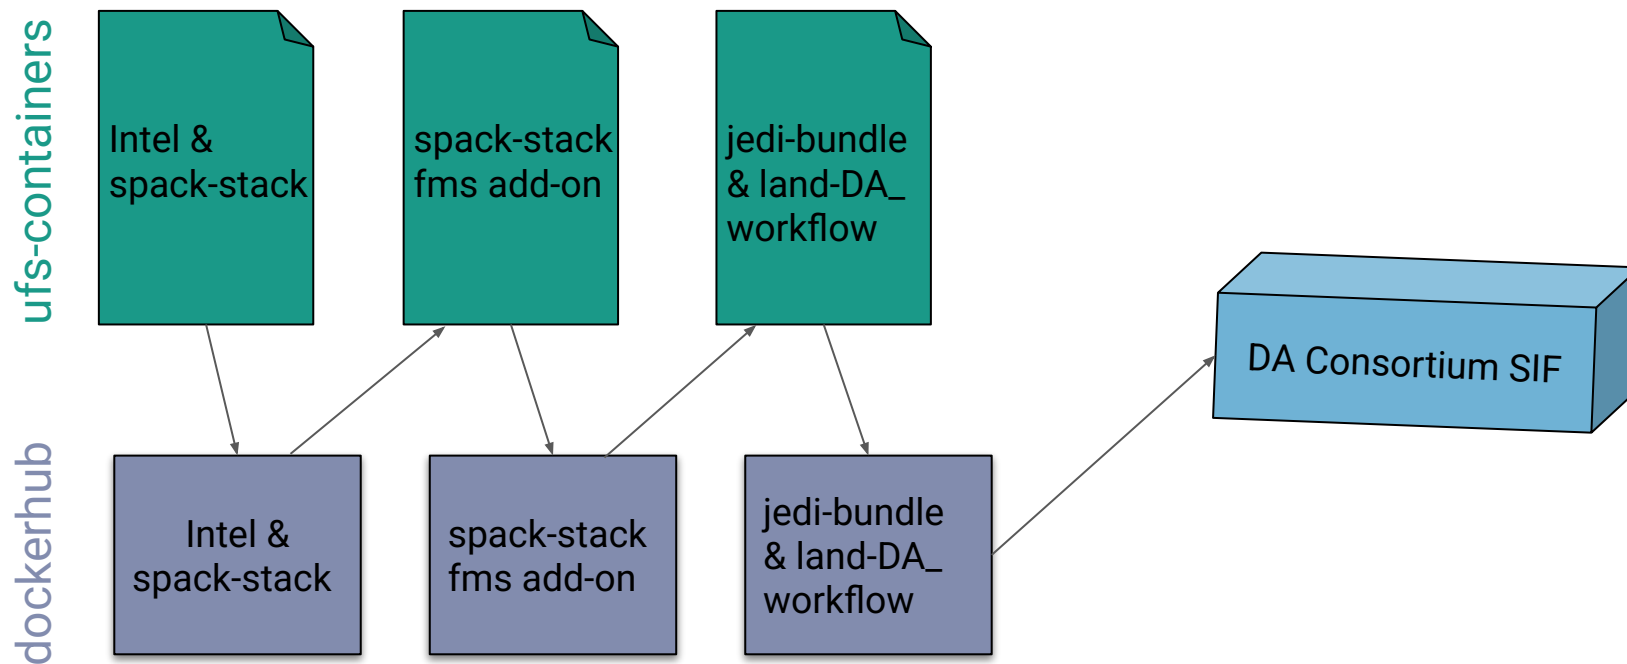 ufs-containers
Intel &
spack-stack
spack-stack
fms add-on
jedi-bundle
& land-DA_
workflow
DA Consortium SIF
dockerhub
Intel &
spack-stack
spack-stack
fms add-on
jedi-bundle
& land-DA_
workflow